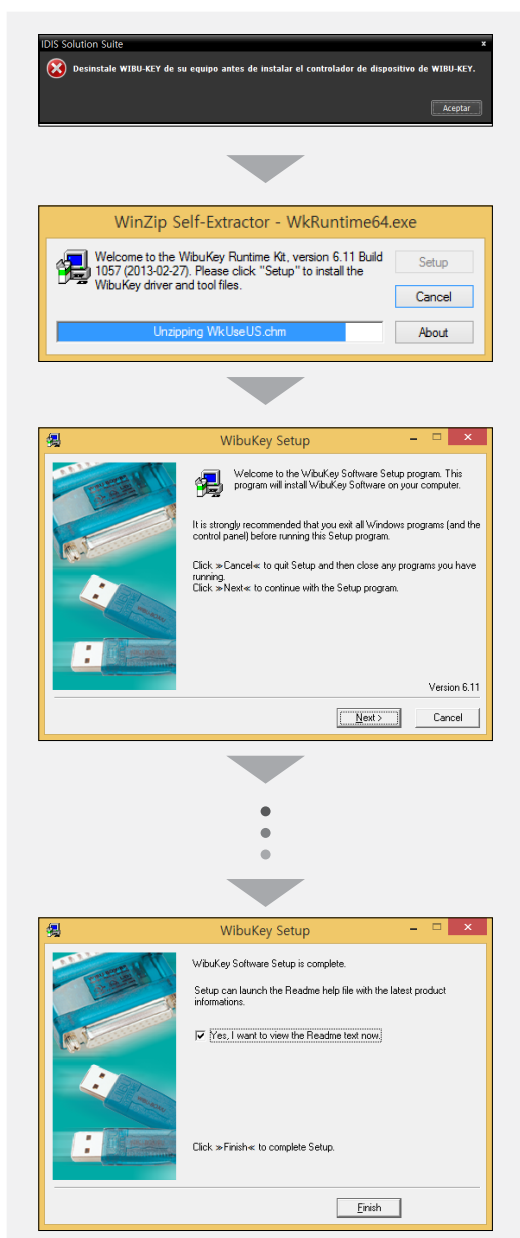 IDIS Solution Suite
x
Desinstale WIBU-KEY de su equipo antes de instalar el controlador de dispositivo de WIBU-KEY.
Aceptar
WinZip Self-Extractor - WkRuntime64.exe
Welcome to the WibuKey Runtime Kit, version 6.11 Build
1057 (2013-02-27). Please click "Setup" to install the
WibuKey driver and tool files.
Setup
Cancel
Unzipping WkUseUS.chm
About
WibuKey Setup
Welcome to the WibuKey Software Setup program. This
program will install WibuKey Software on your computer.
It is strongly recommended that you exit all Windows programs (and the
control panel) before running this Setup program.
Click »Cancel« to quit Setup and then close any programs you have
running.
Click »Next« to continue with the Setup program.
Version 6.11
Next >
Cancel
WibuKey Setup
WibuKey Software Setup is complete.
Setup can launch the Readme help file with the latest product
informations.
Yes, I want to view the Readme text now.
Click »Finish« to complete Setup.
Finish